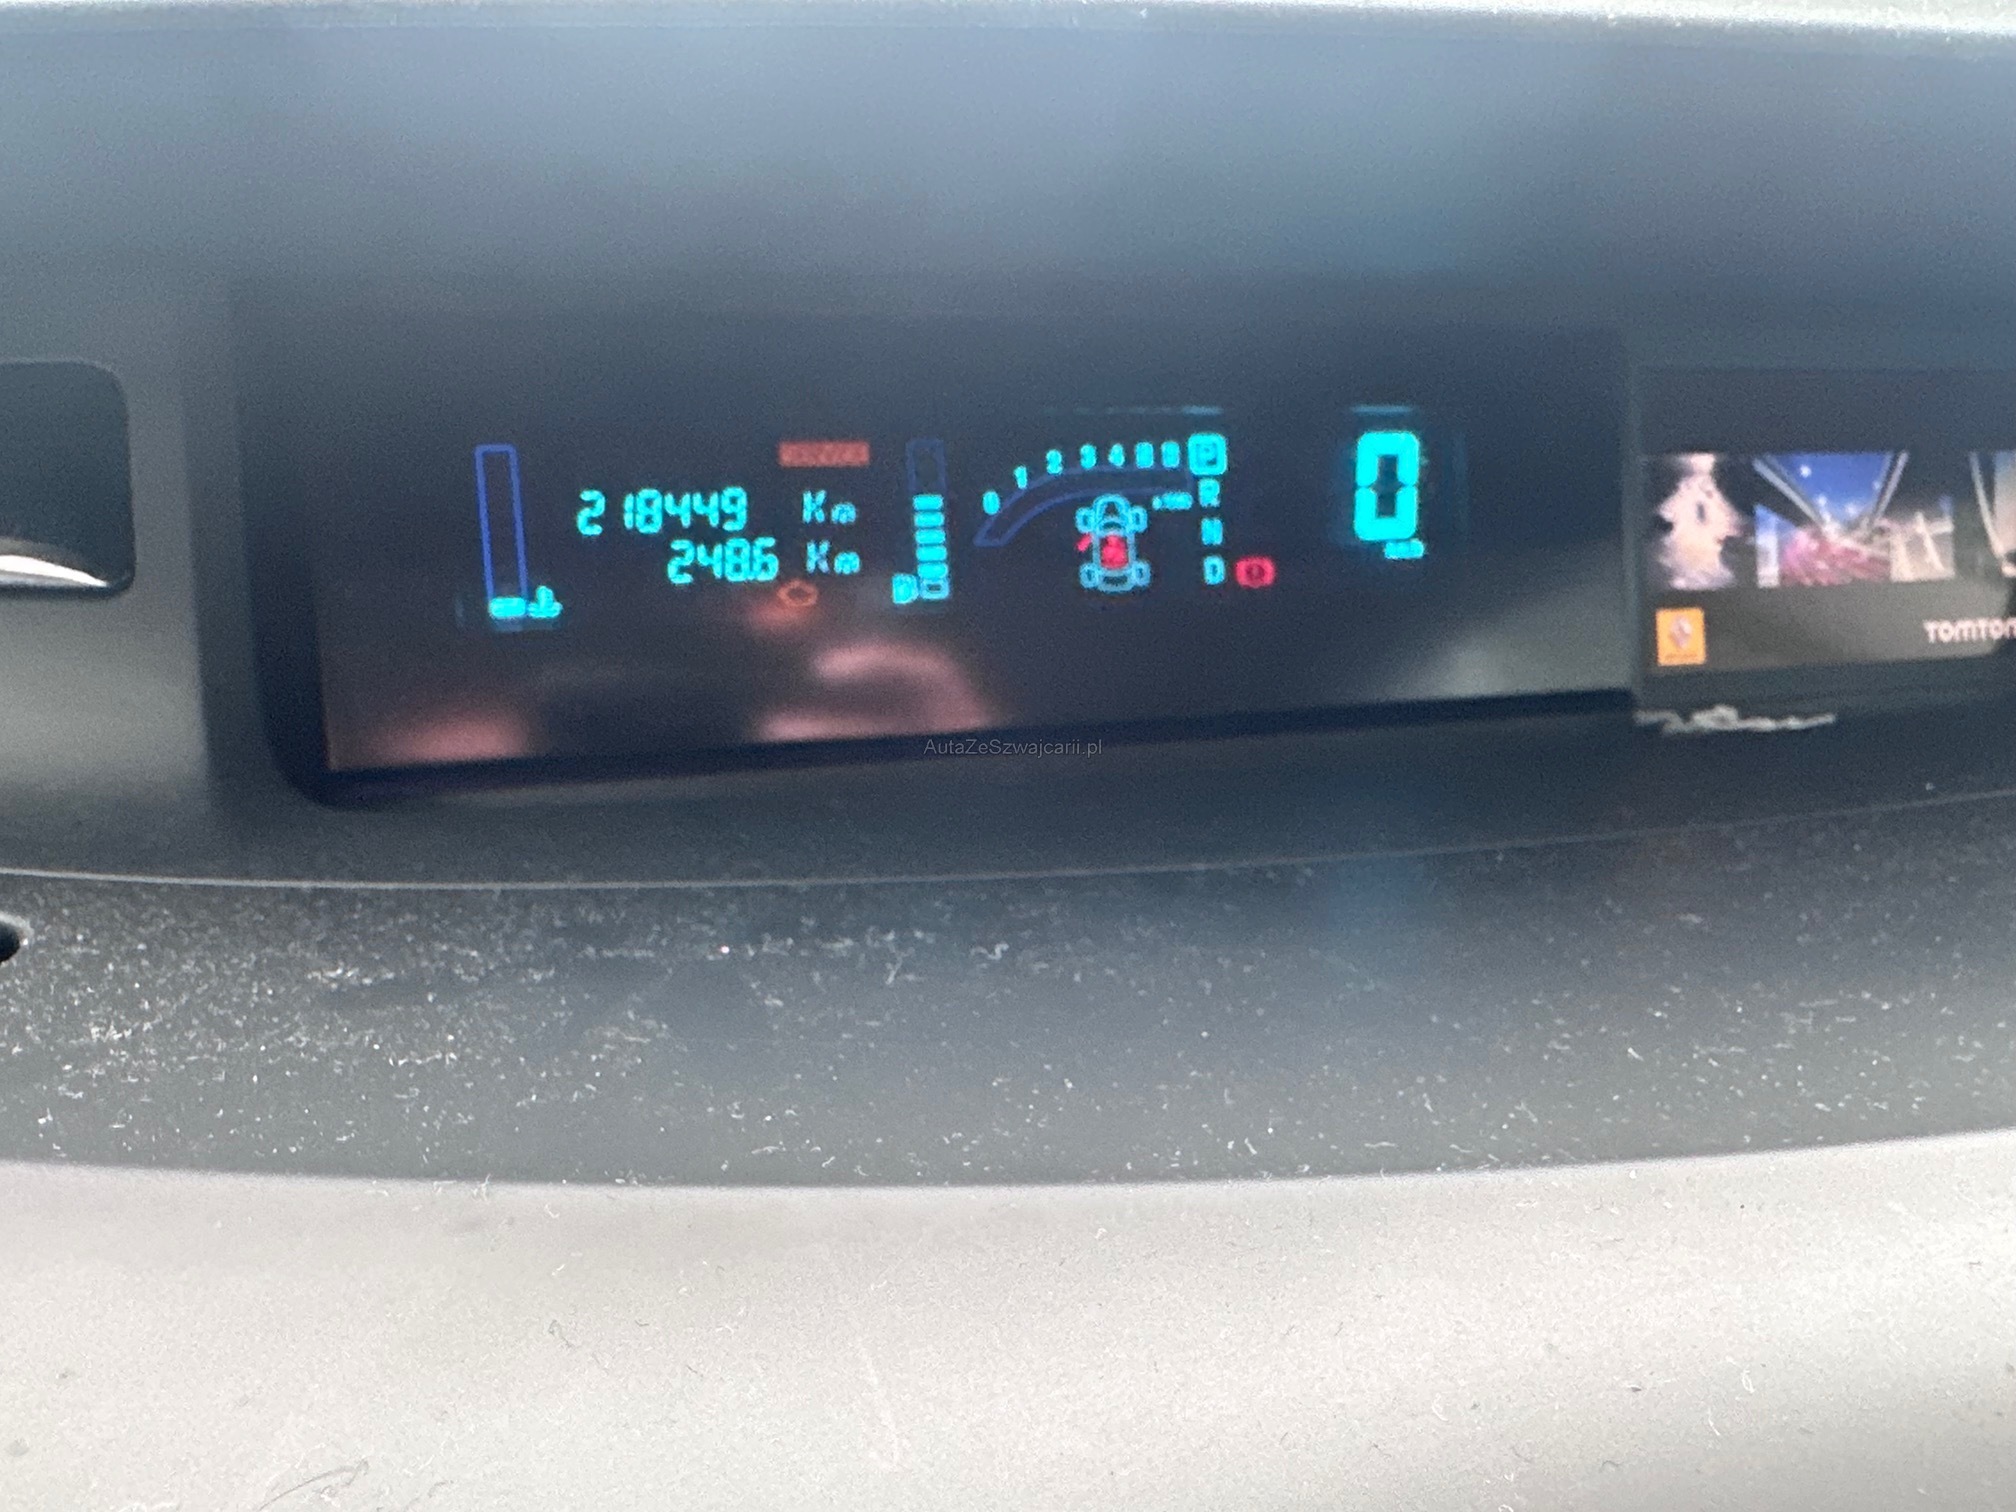 218449 Km
248.6 Km
0 1 2 3 4 5 6
P
R
N
D
0
TOMTOM
AutaZeSzwajcarii.pl